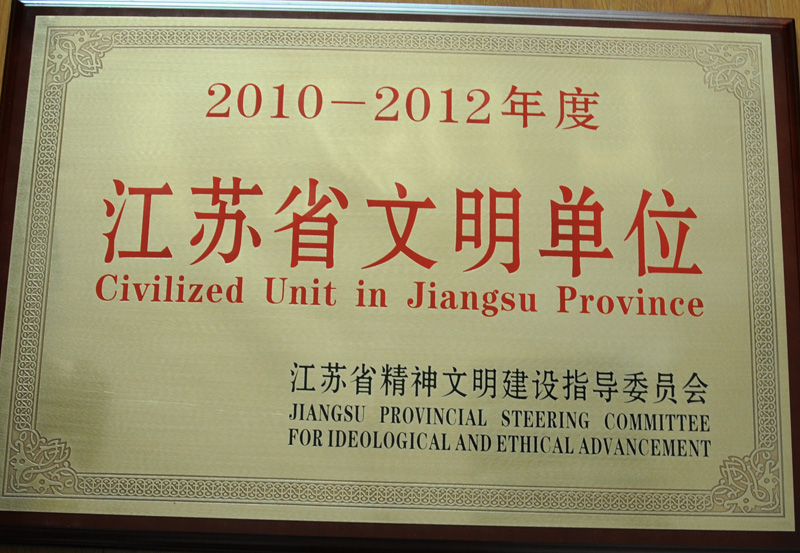 2010－2012年度
江苏省文明单位
Civilized Unit in Jiangsu Province
江苏省精神文明建设指导委员会
JIANGSU PROVINCIAL STEERING COMMITTEE
FOR IDEOLOGICAL AND ETHICAL ADVANCEMENT